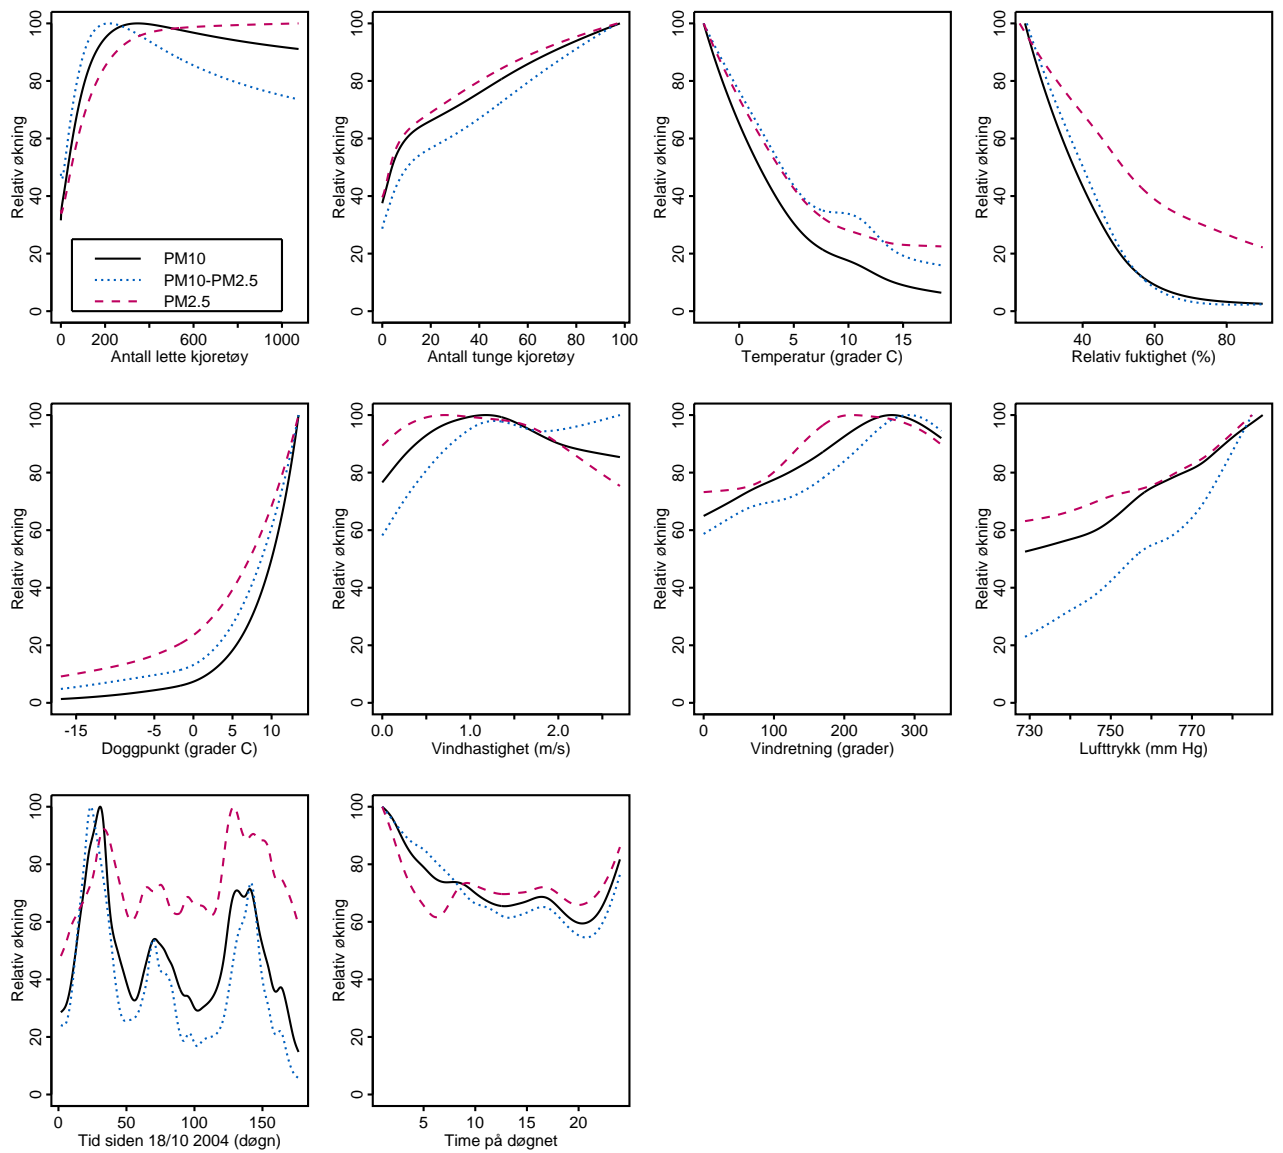 Relativ økning
0 20 40 60 80 100
0 200 600 1000
Antall lette kjoretøy
PM10
PM10-PM2.5
PM2.5
Relativ økning
0 20 40 60 80 100
0 20 40 60 80 100
Antall tunge kjoretøy
Relativ økning
0 20 40 60 80 100
0 5 10 15
Temperatur (grader C)
Relativ økning
0 20 40 60 80 100
40 60 80
Relativ fuktighet (%)
Relativ økning
0 20 40 60 80 100
-15 -5 0 5 10
Doggpunkt (grader C)
Relativ økning
0 20 40 60 80 100
0.0 1.0 2.0
Vindhastighet (m/s)
Relativ økning
0 20 40 60 80 100
0 100 200 300
Vindretning (grader)
Relativ økning
0 20 40 60 80 100
730 750 770
Lufttrykk (mm Hg)
Relativ økning
0 20 40 60 80 100
0 50 100 150
Tid siden 18/10 2004 (døgn)
Relativ økning
0 20 40 60 80 100
5 10 15 20
Time på døgnet